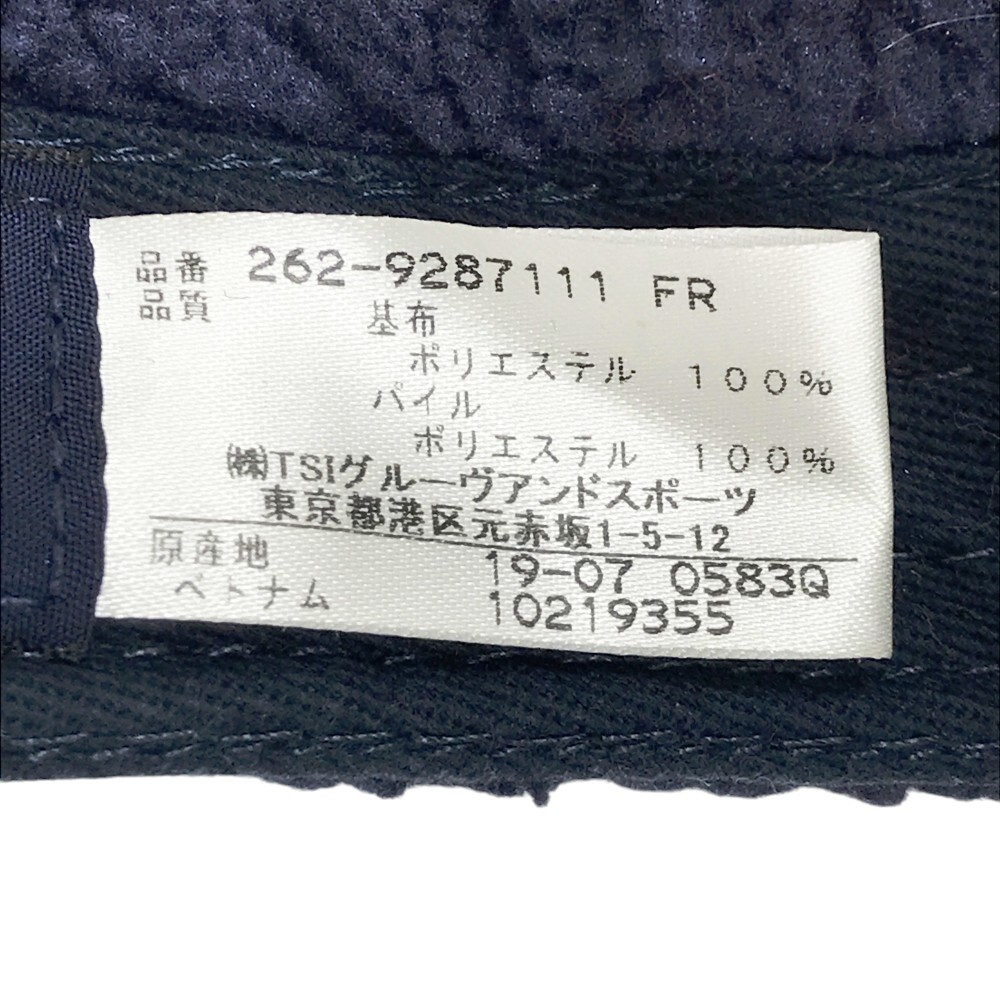 品番 262-9287111 FR
品質
基布
ポリエステル 100%
パイル
ポリエステル 100%
㈱TSIグルーヴアンドスポーツ
東京都港区元赤坂1-5-12
原産地 19-07 0583Q
ベトナム 10219355